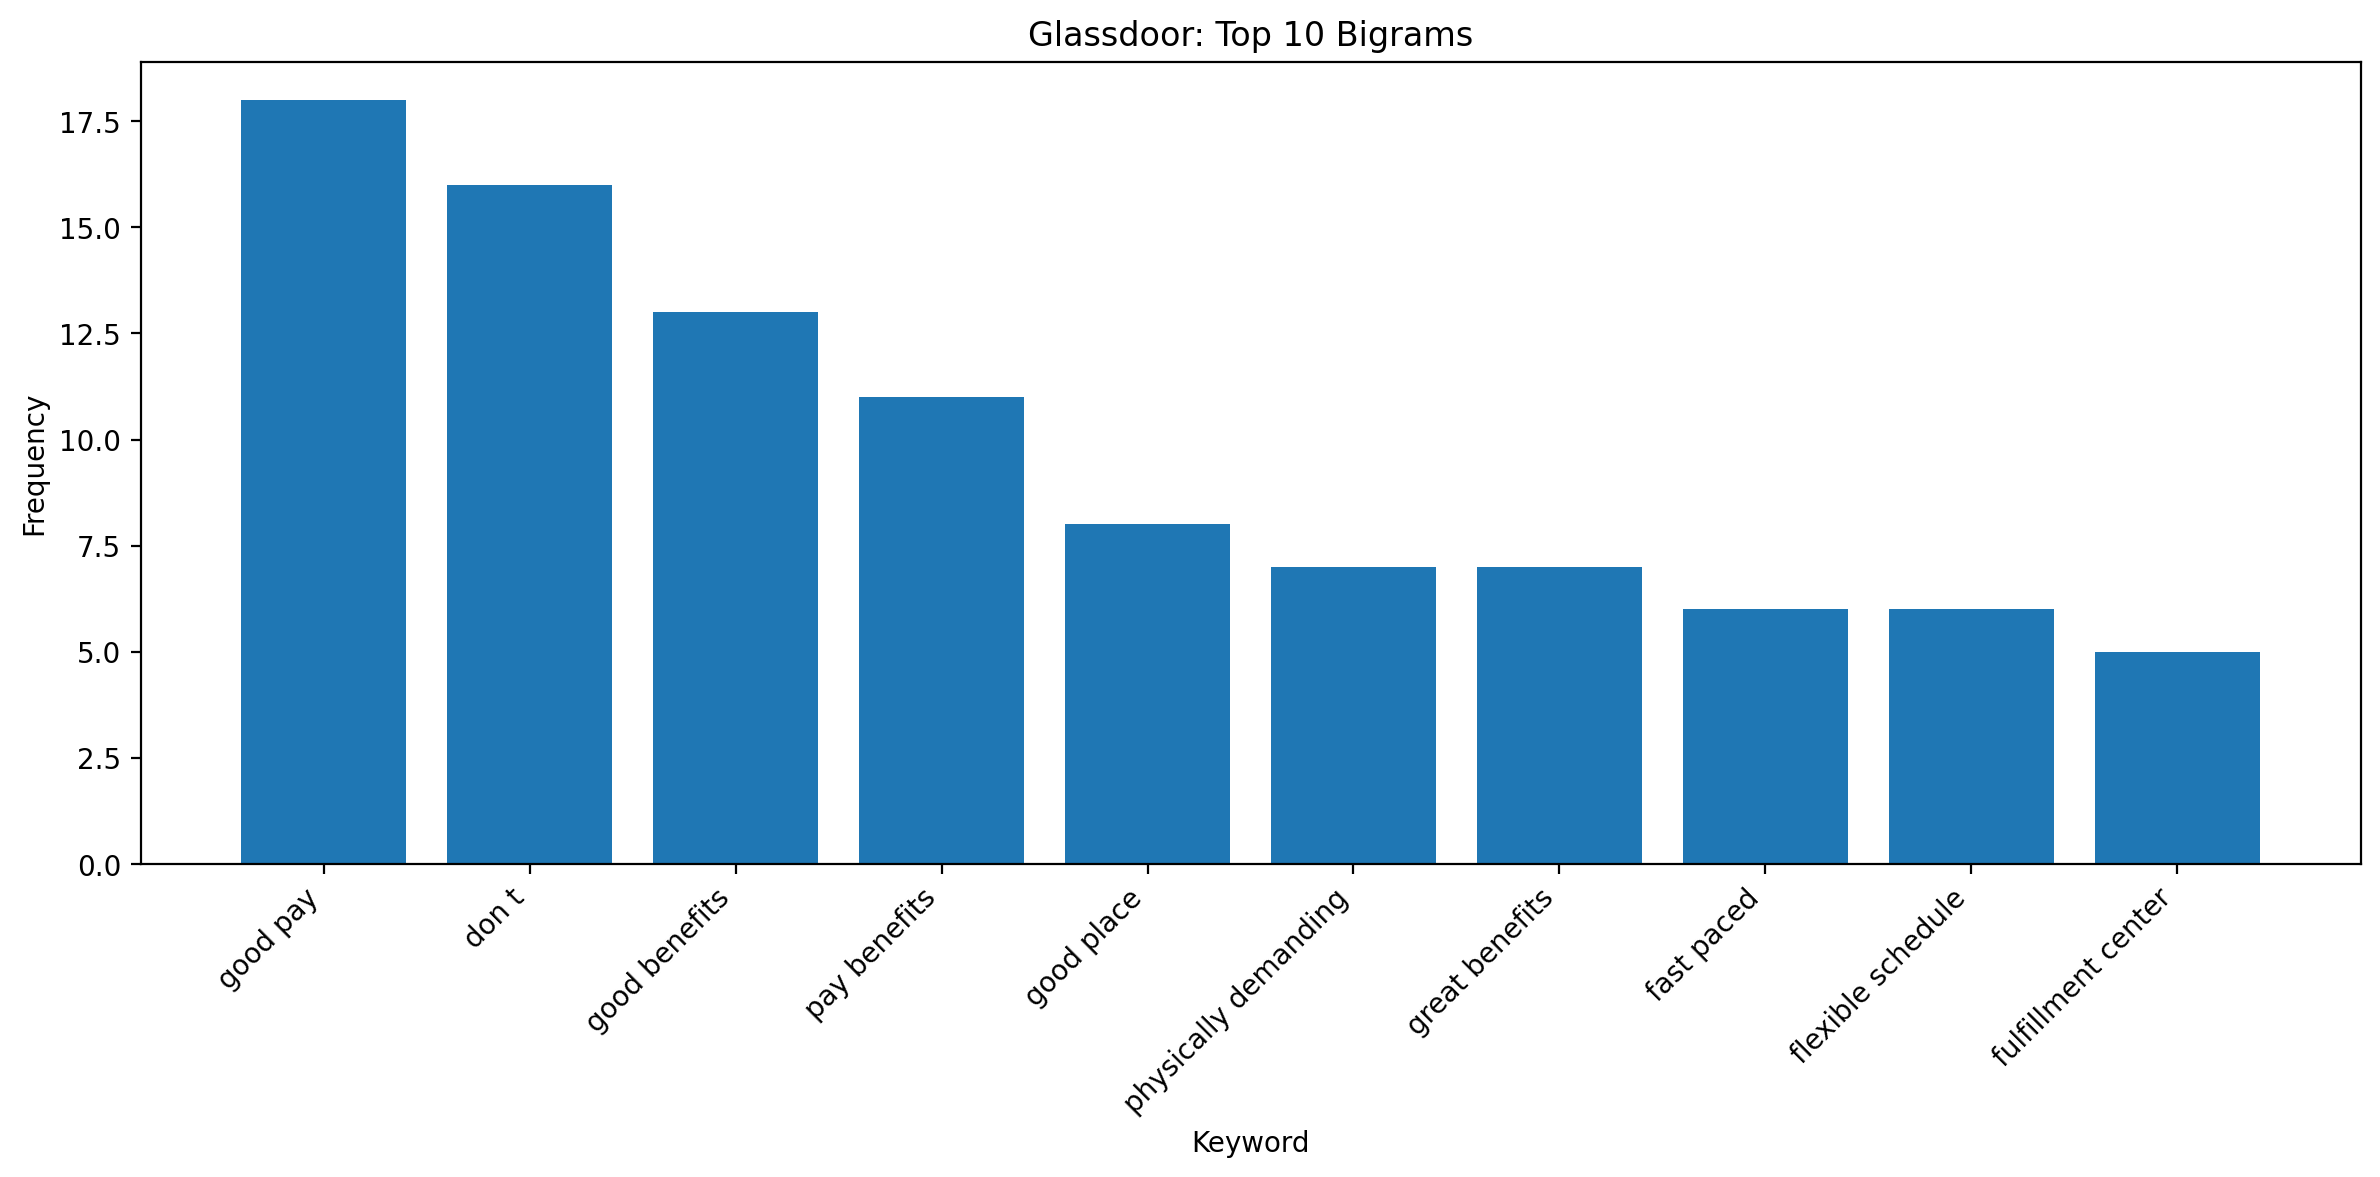 Glassdoor: Top 10 Bigrams
Frequency
17.5
15.0
12.5
10.0
7.5
5.0
2.5
0.0
good pay
don t
good benefits
pay benefits
good place
physically demanding
great benefits
fast paced
flexible schedule
fulfillment center
Keyword